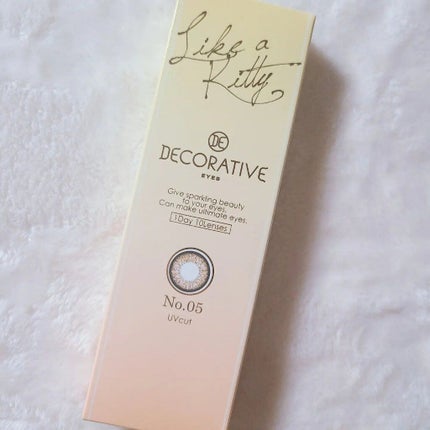 Like a
Kitty
DE
DECORATIVE
EYES
Give sparkling beauty
to your eyes.
Can make ultimate eyes.
1Day 10Lenses
No.05
UVcut